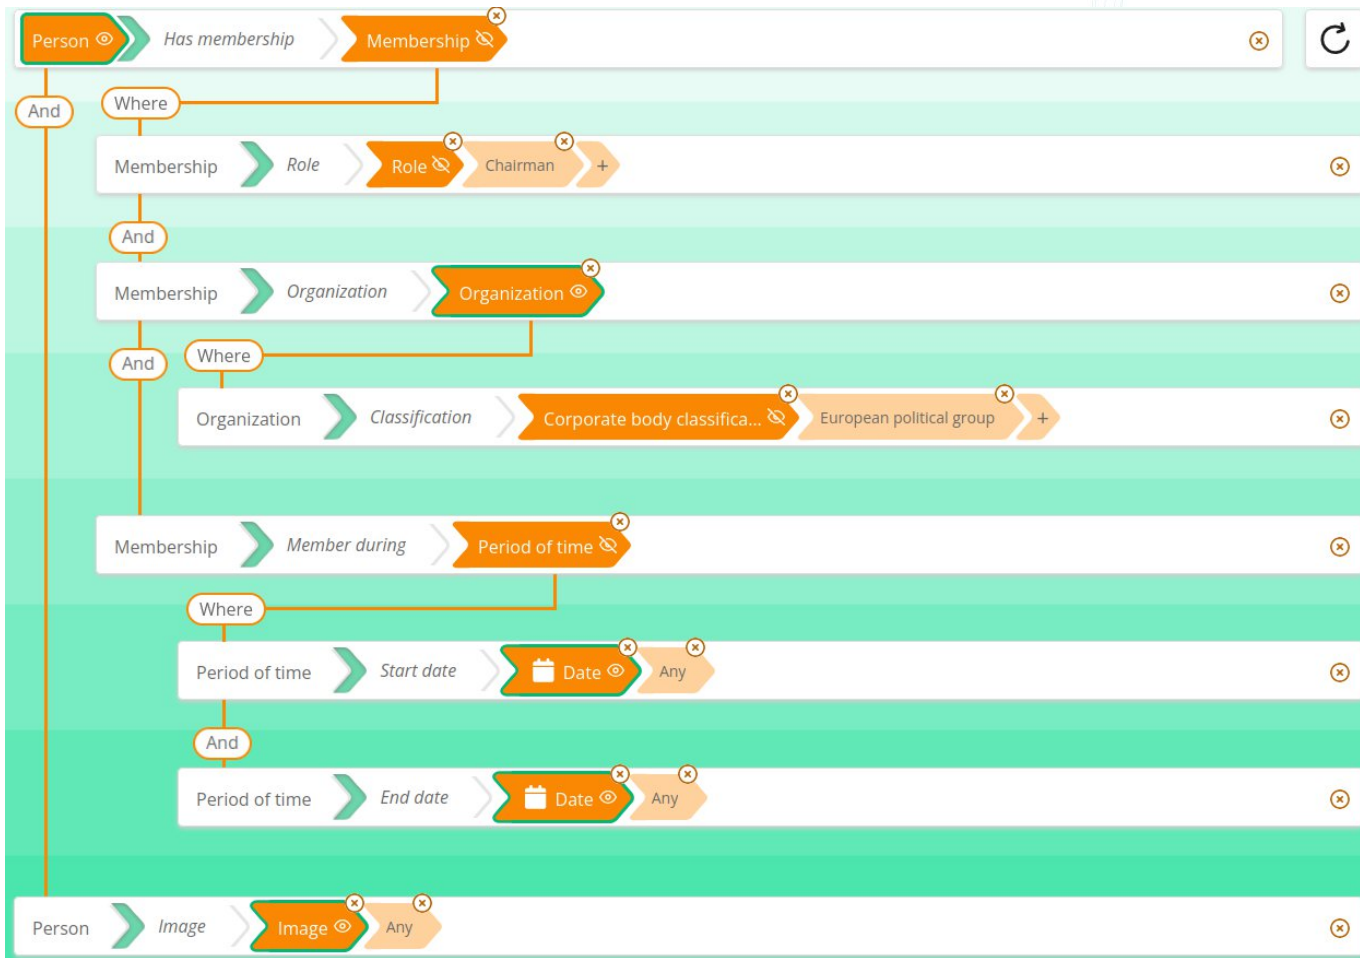 Person Has membership Membership
And Where
Membership Role Role Chairman +
And
Membership Organization Organization
And Where
Organization Classification Corporate body classifica... European political group +
Membership Member during Period of time
Where
Period of time Start date Date Any
And
Period of time End date Date Any
Person Image Image Any